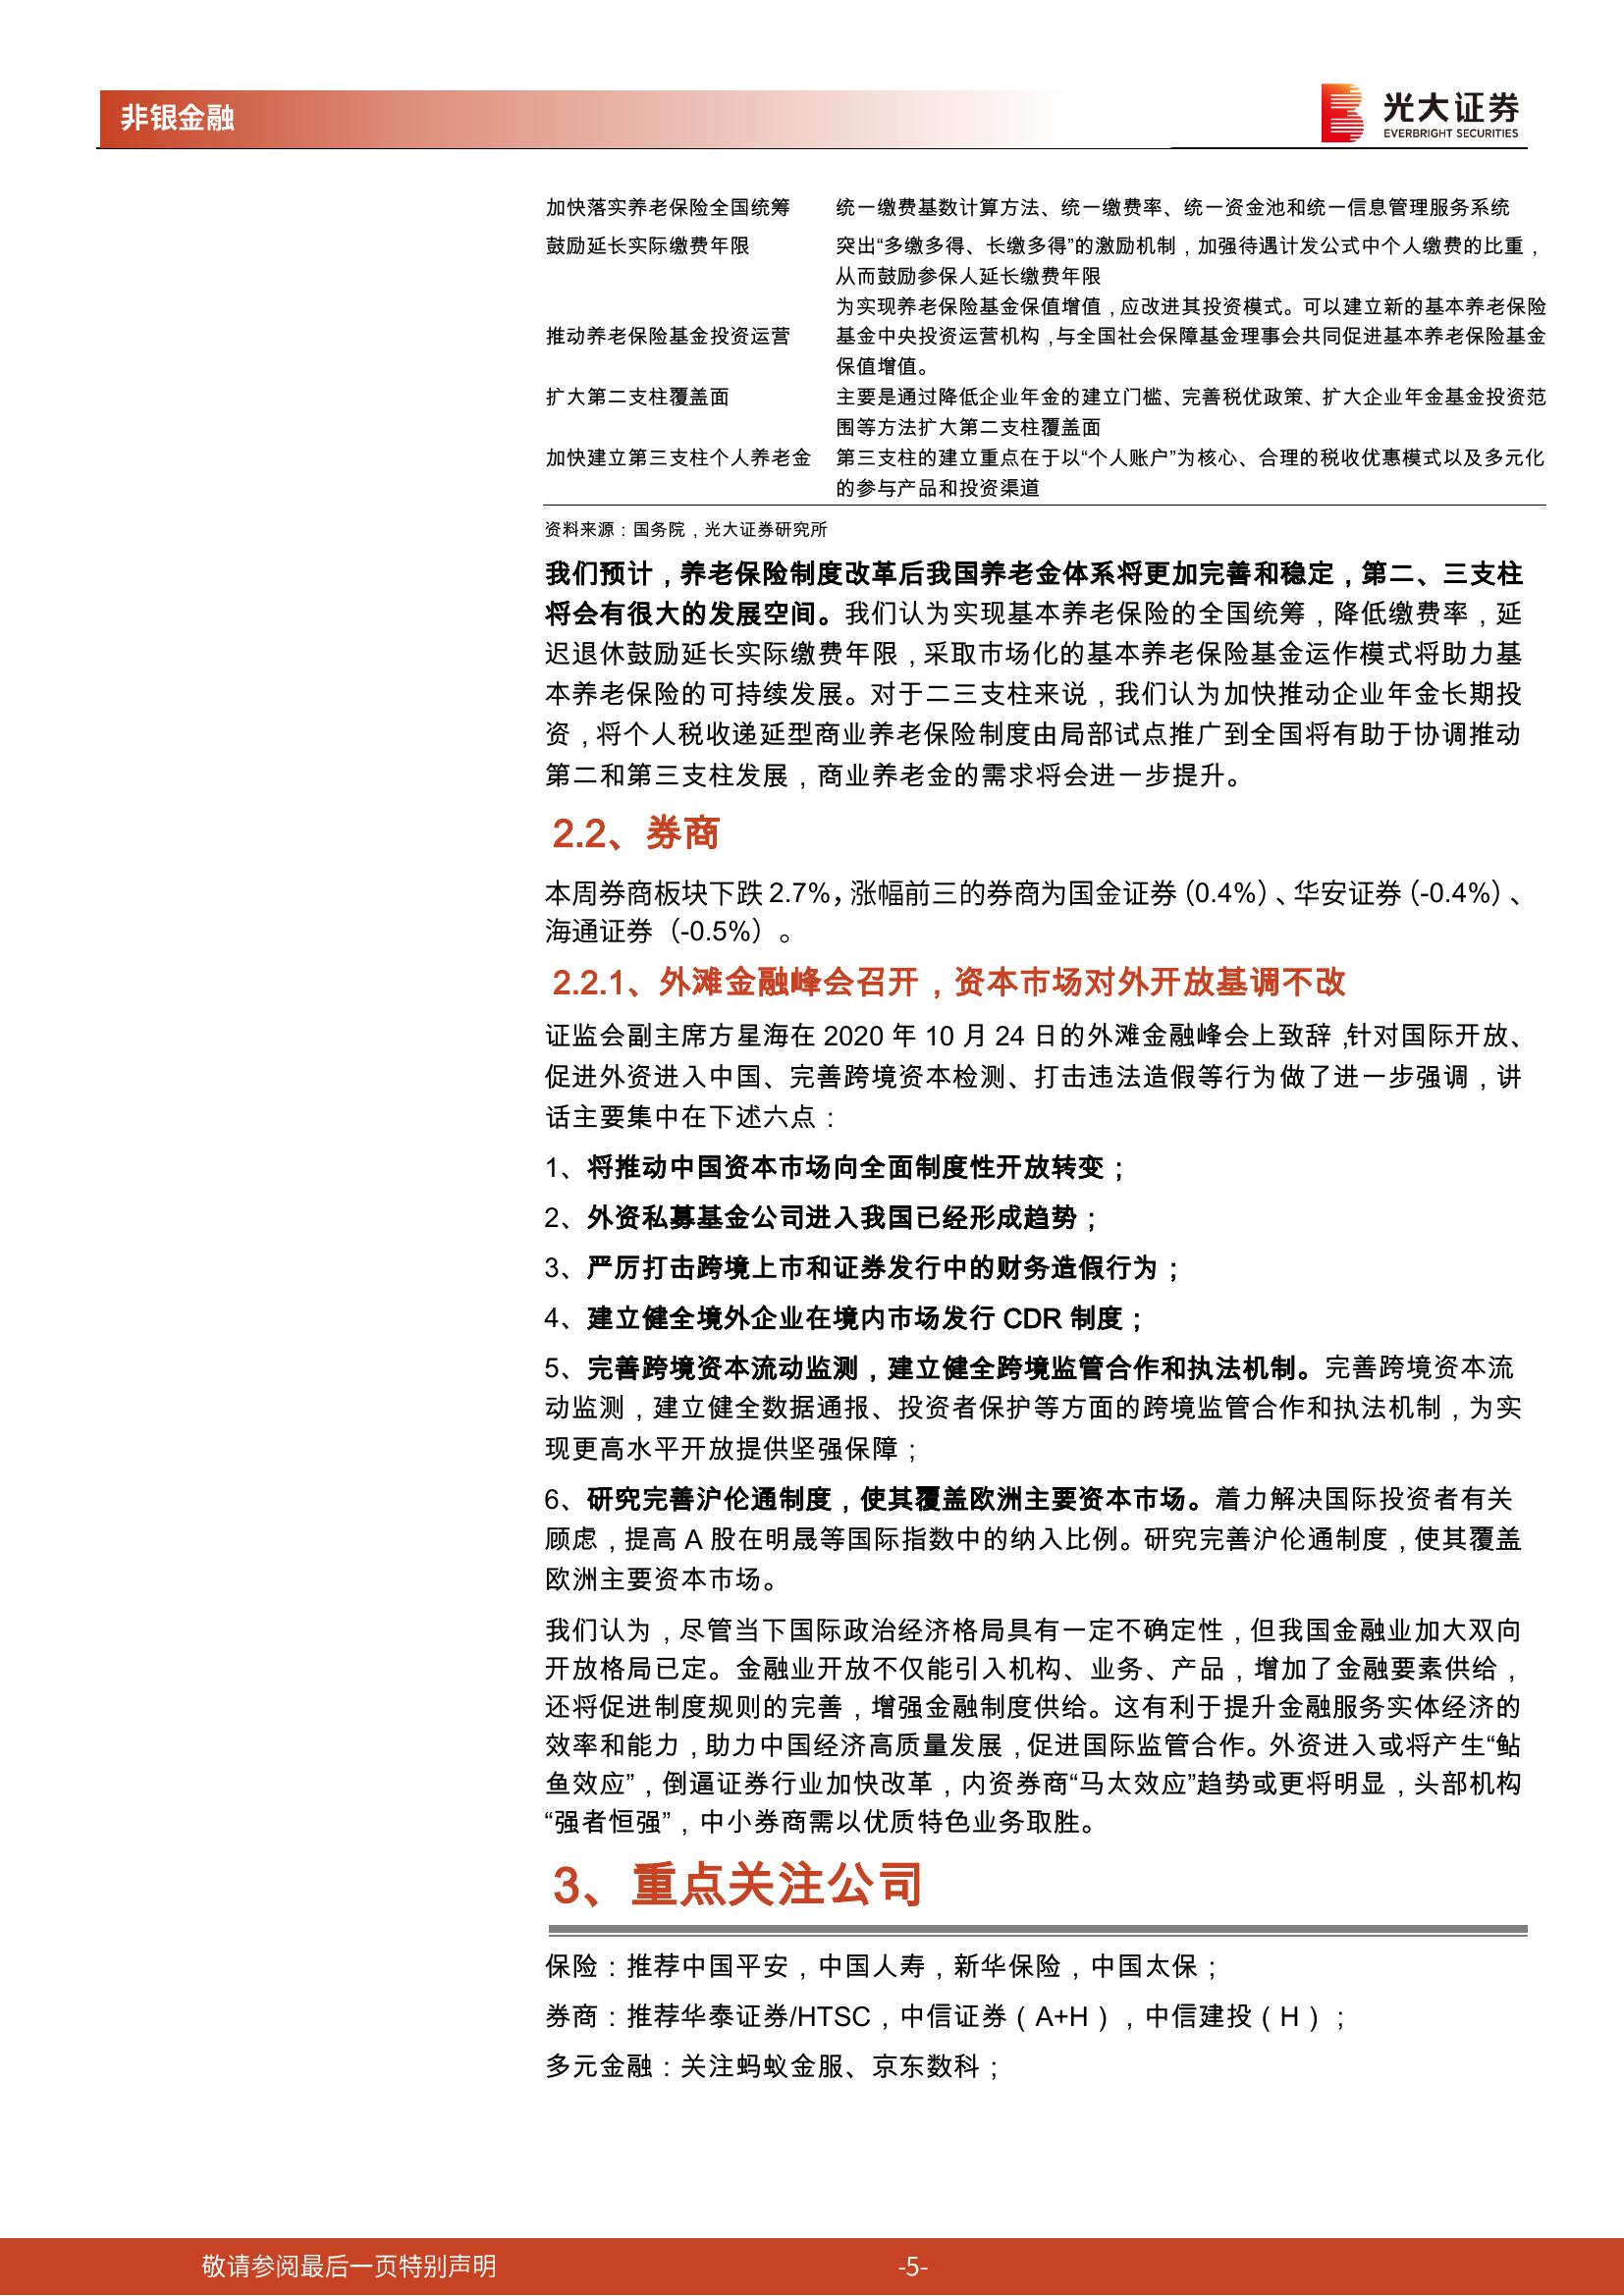 非银金融
光大证券
EVERBRIGHT SECURITIES
加快落实养老保险全国统筹 统一缴费基数计算方法、统一缴费率、统一资金池和统一信息管理服务系统
鼓励延长实际缴费年限 突出“多缴多得、长缴多得”的激励机制，加强待遇计发公式中个人缴费的比重，
从而鼓励参保人延长缴费年限
为实现养老保险基金保值增值，应改进其投资模式。可以建立新的基本养老保险
推动养老保险基金投资运营 基金中央投资运营机构，与全国社会保障基金理事会共同促进基本养老保险基金
保值增值。
扩大第二支柱覆盖面 主要是通过降低企业年金的建立门槛、完善税优政策、扩大企业年金基金投资范
围等方法扩大第二支柱覆盖面
加快建立第三支柱个人养老金 第三支柱的建立重点在于以“个人账户”为核心、合理的税收优惠模式以及多元化
的参与产品和投资渠道
资料来源：国务院，光大证券研究所
我们预计，养老保险制度改革后我国养老金体系将更加完善和稳定，第二、三支柱
将会有很大的发展空间。我们认为实现基本养老保险的全国统筹，降低缴费率，延
迟退休鼓励延长实际缴费年限，采取市场化的基本养老保险基金运作模式将助力基
本养老保险的可持续发展。对于二三支柱来说，我们认为加快推动企业年金长期投
资，将个人税收递延型商业养老保险制度由局部试点推广到全国将有助于协调推动
第二和第三支柱发展，商业养老金的需求将会进一步提升。
2.2、券商
本周券商板块下跌 2.7%，涨幅前三的券商为国金证券（0.4%）、华安证券（-0.4%）、
海通证券（-0.5%）。
2.2.1、外滩金融峰会召开，资本市场对外开放基调不改
证监会副主席方星海在 2020 年 10 月 24 日的外滩金融峰会上致辞，针对国际开放、
促进外资进入中国、完善跨境资本检测、打击违法造假等行为做了进一步强调，讲
话主要集中在下述六点：
1、将推动中国资本市场向全面制度性开放转变；
2、外资私募基金公司进入我国已经形成趋势；
3、严厉打击跨境上市和证券发行中的财务造假行为；
4、建立健全境外企业在境内市场发行 CDR 制度；
5、完善跨境资本流动监测，建立健全跨境监管合作和执法机制。完善跨境资本流
动监测，建立健全数据通报、投资者保护等方面的跨境监管合作和执法机制，为实
现更高水平开放提供坚强保障；
6、研究完善沪伦通制度，使其覆盖欧洲主要资本市场。着力解决国际投资者有关
顾虑，提高 A 股在明晟等国际指数中的纳入比例。研究完善沪伦通制度，使其覆盖
欧洲主要资本市场。
我们认为，尽管当下国际政治经济格局具有一定不确定性，但我国金融业加大双向
开放格局已定。金融业开放不仅能引入机构、业务、产品，增加了金融要素供给，
还将促进制度规则的完善，增强金融制度供给。这有利于提升金融服务实体经济的
效率和能力，助力中国经济高质量发展，促进国际监管合作。外资进入或将产生“鲇
鱼效应”，倒逼证券行业加快改革，内资券商“马太效应”趋势或更将明显，头部机构
“强者恒强”，中小券商需以优质特色业务取胜。
3、重点关注公司
保险：推荐中国平安，中国人寿，新华保险，中国太保；
券商：推荐华泰证券/HTSC，中信证券（A+H），中信建投（H）；
多元金融：关注蚂蚁金服、京东数科；
敬请参阅最后一页特别声明 -5-